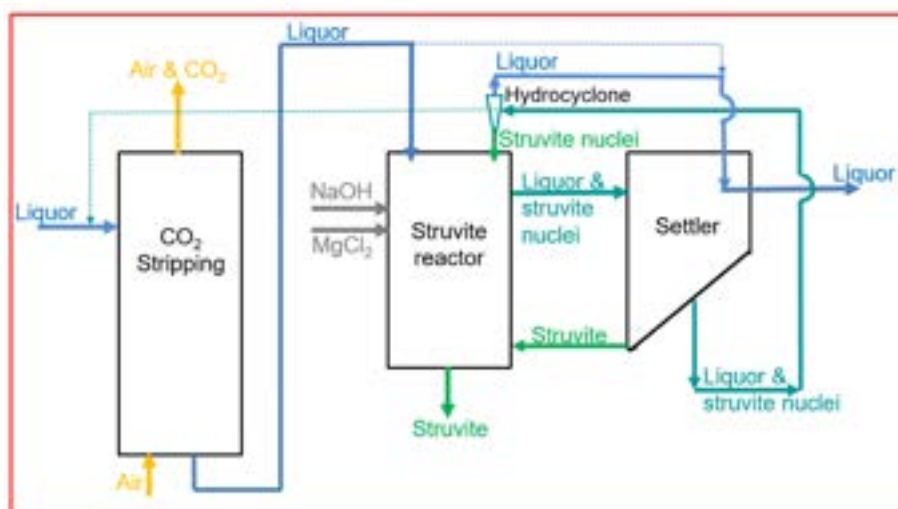 Liquor
Liquor
Air & CO₂
Hydrocyclone
Struvite nuclei
Liquor
NaOH
Liquor &
struvite
nuclei
Liquor
CO₂
Stripping
MgCl₂
Struvite
reactor
Settler
Struvite
Liquor &
struvite nuclei
Struvite
Air